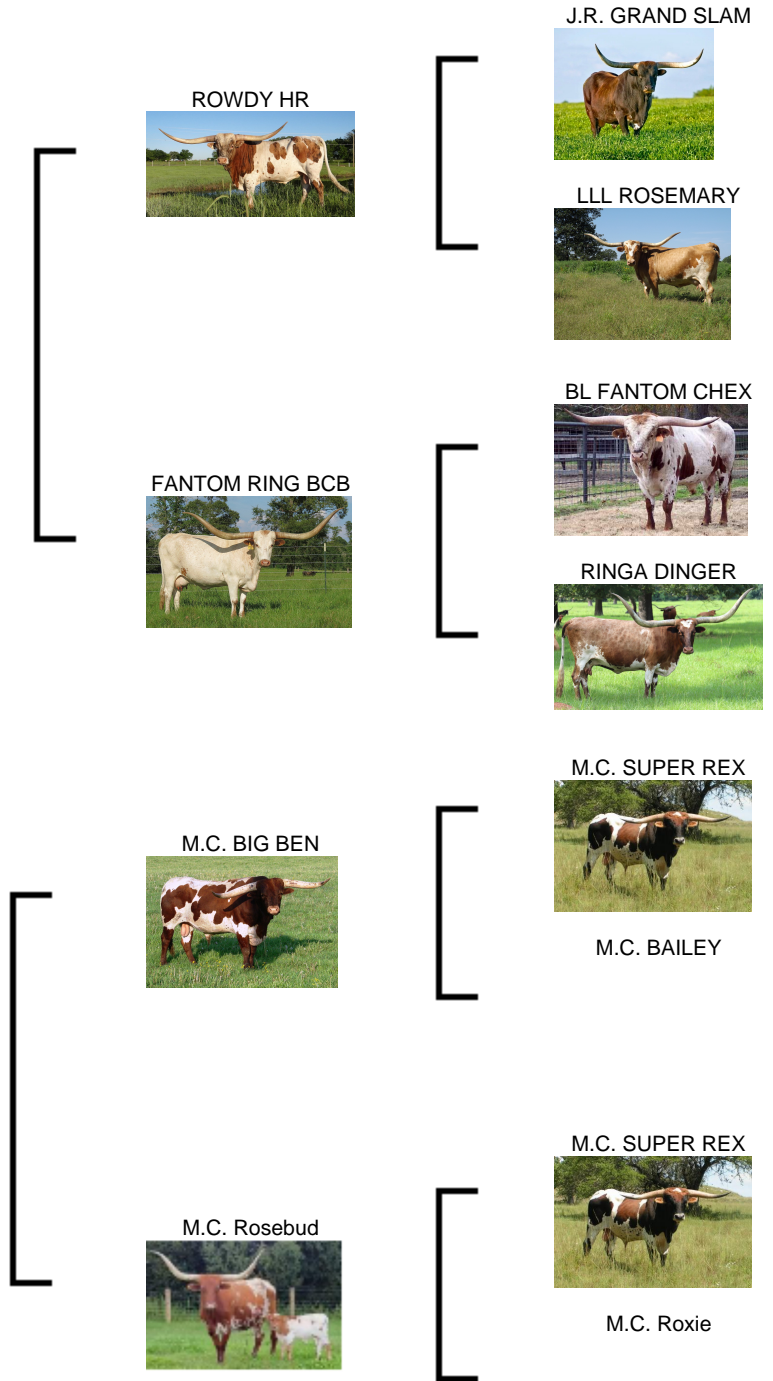 J.R. GRAND SLAM
ROWDY HR
LLL ROSEMARY
BL FANTOM CHEX
FANTOM RING BCB
RINGA DINGER
M.C. SUPER REX
M.C. BIG BEN
M.C. BAILEY
M.C. SUPER REX
M.C. Rosebud
M.C. Roxie